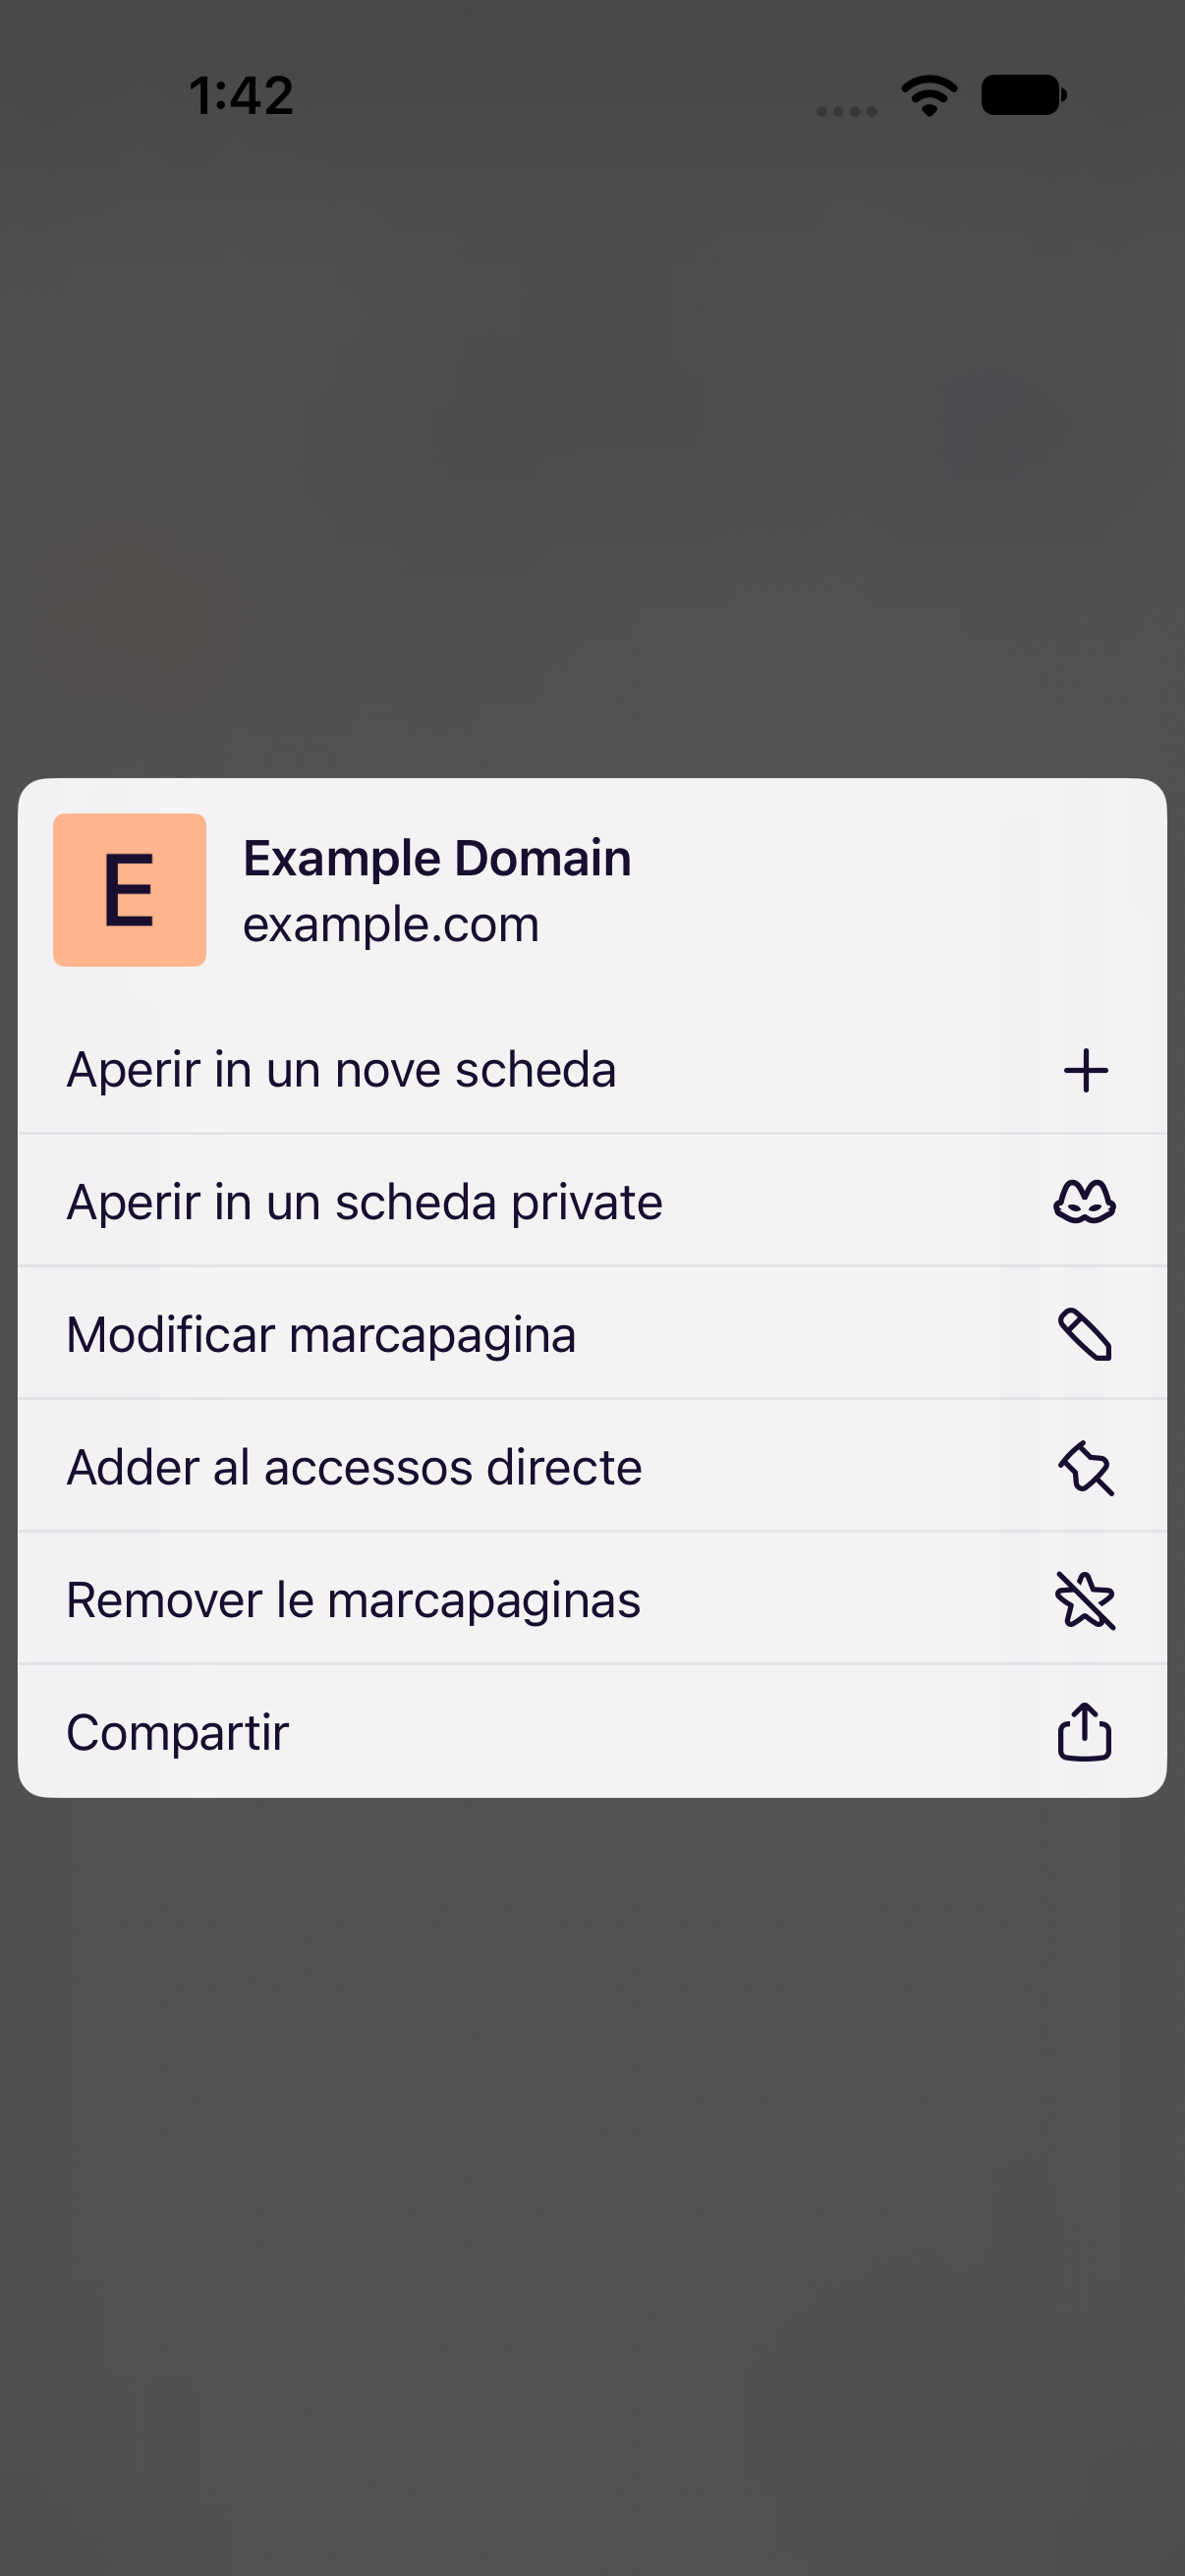 1:42
E
Example Domain
example.com
Aperir in un nove scheda
Aperir in un scheda private
Modificar marcapagina
Adder al accessos directe
Remover le marcapaginas
Compartir